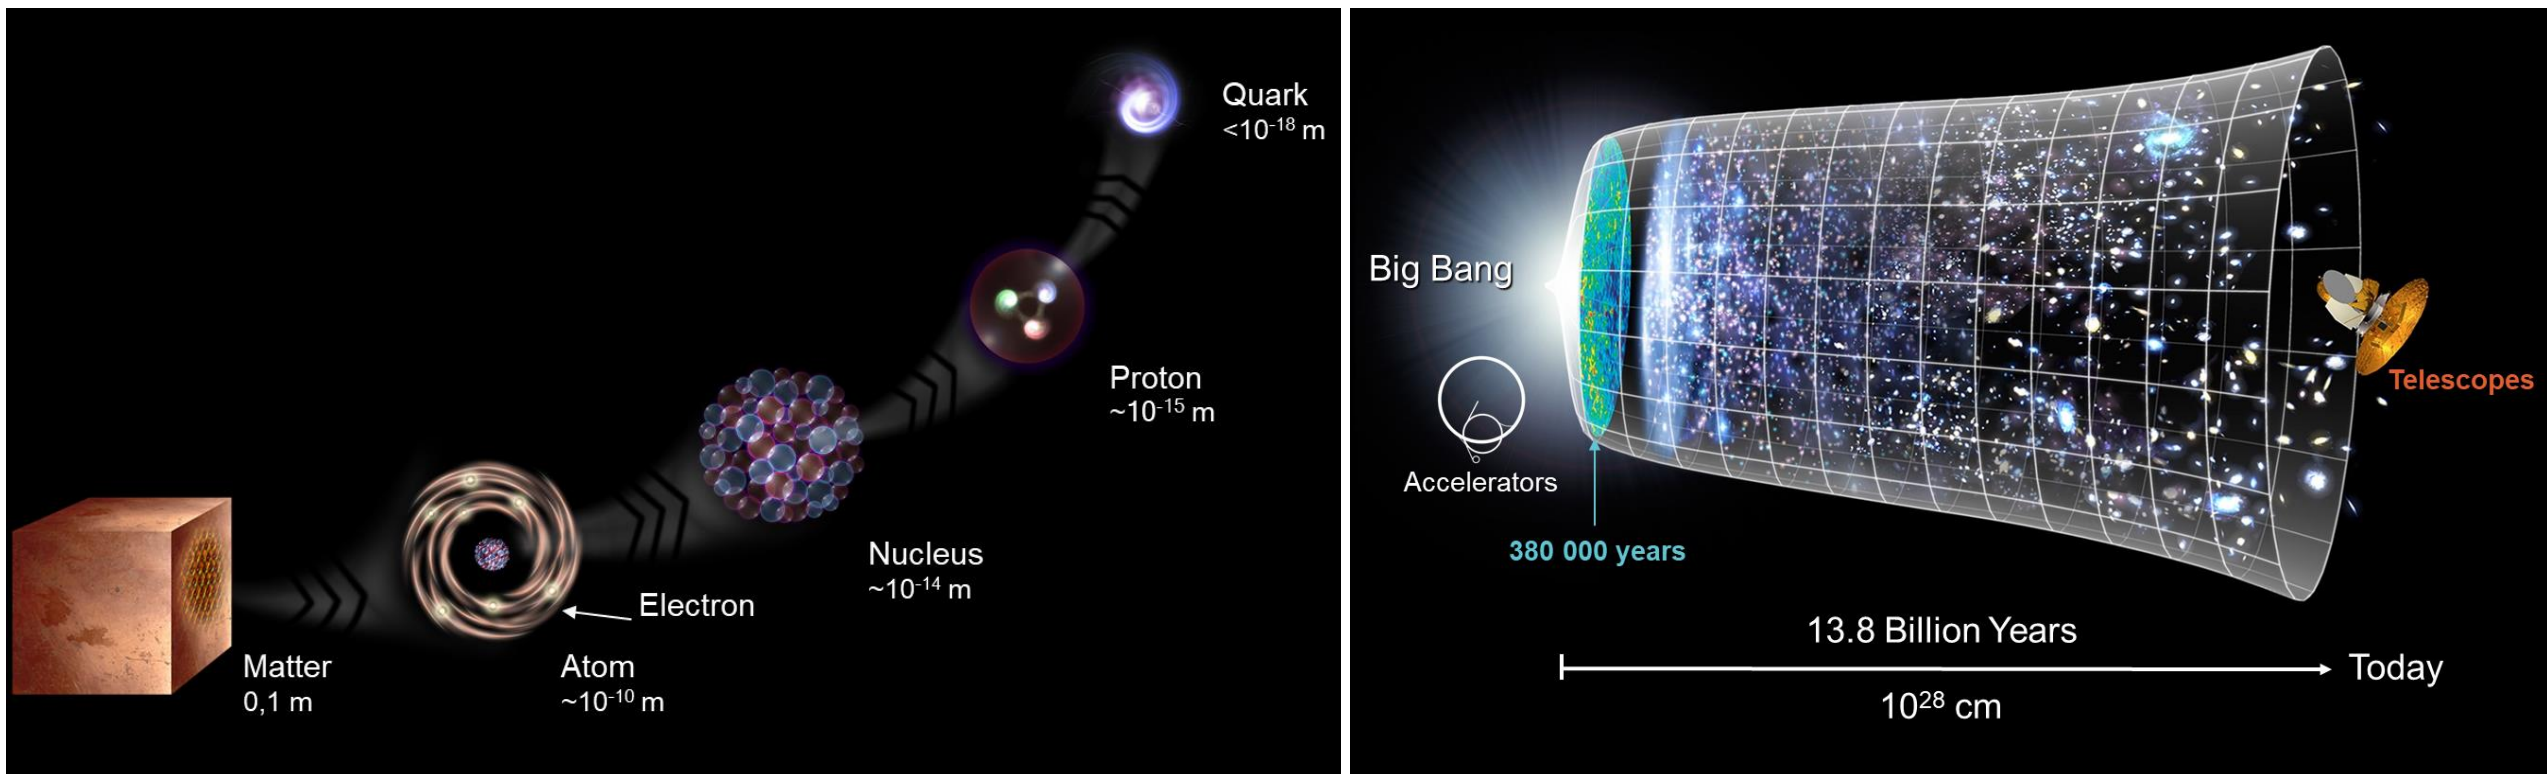 Quark
<10⁻¹⁸ m
Proton
~10⁻¹⁵ m
Nucleus
~10⁻¹⁴ m
Electron
Matter
0,1 m
Atom
~10⁻¹⁰ m
Big Bang
Accelerators
380 000 years
Telescopes
13.8 Billion Years
Today
10²⁸ cm